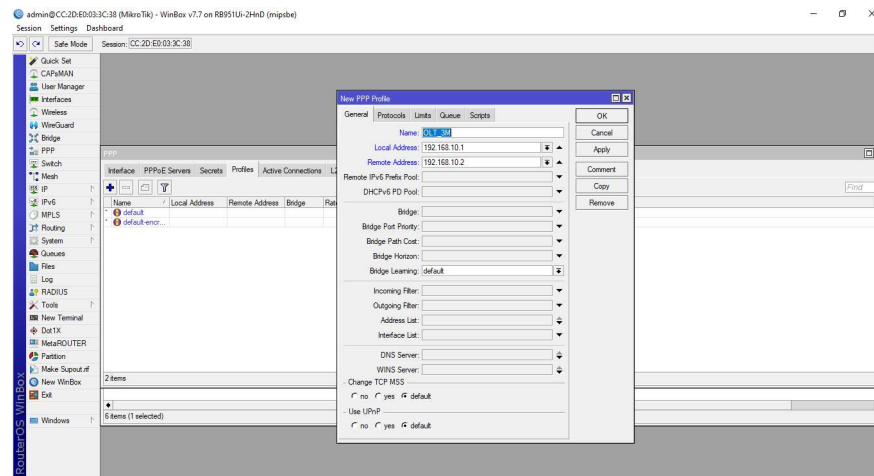 admin@CC:2D:E0:03:3C:38 (MikroTik) - WinBox v7.7 on RB951Ui-2HnD (mipsbe)
Session Settings Dashboard
Safe Mode Session: CC:2D:E0:03:3C:38
Quick Set
CAPsMAN
User Manager
Interfaces
Wireless
WireGuard
Bridge
PPP
Switch
Mesh
IP
IPv6
MPLS
Routing
System
Queues
Files
Log
RADIUS
Tools
New Terminal
Dot1X
MetaROUTER
Partition
Make Supout.rif
New WinBox
Exit
Windows
RouterOS WinBox
PPP
Interface PPPoE Servers Secrets Profiles Active Connections
Find
Name Local Address Remote Address Bridge
default
default-encr...
2 items
6 items (1 selected)
New PPP Profile
General Protocols Limits Queue Scripts
Name: OLT_3M
Local Address: 192.168.10.1
Remote Address: 192.168.10.2
Remote IPv6 Prefix Pool:
DHCPv6 PD Pool:
Bridge:
Bridge Port Priority:
Bridge Path Cost:
Bridge Horizon:
Bridge Learning: default
Incoming Filter:
Outgoing Filter:
Address List:
Interface List:
DNS Server:
WINS Server:
Change TCP MSS
no yes default
Use UPnP
no yes default
OK
Cancel
Apply
Comment
Copy
Remove